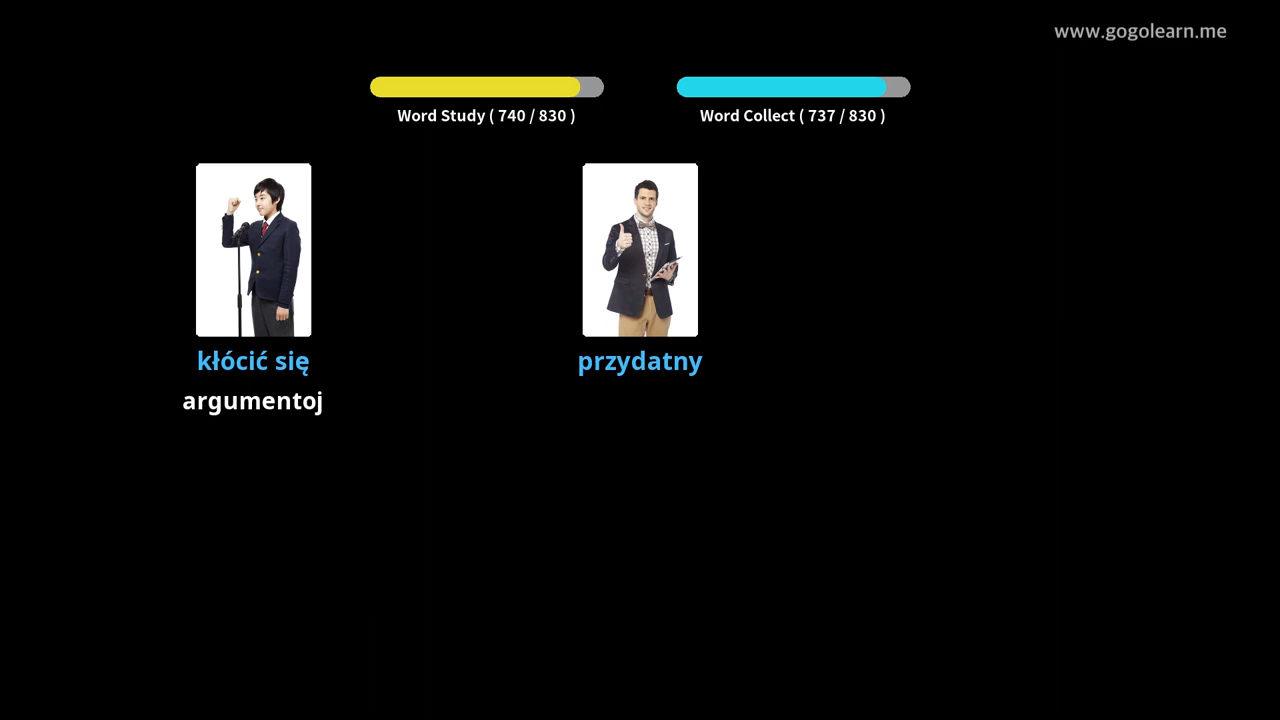 www.gogolearn.me
Word Study ( 740 / 830 )
Word Collect ( 737 / 830 )
kłócić się
przydatny
argumentoj